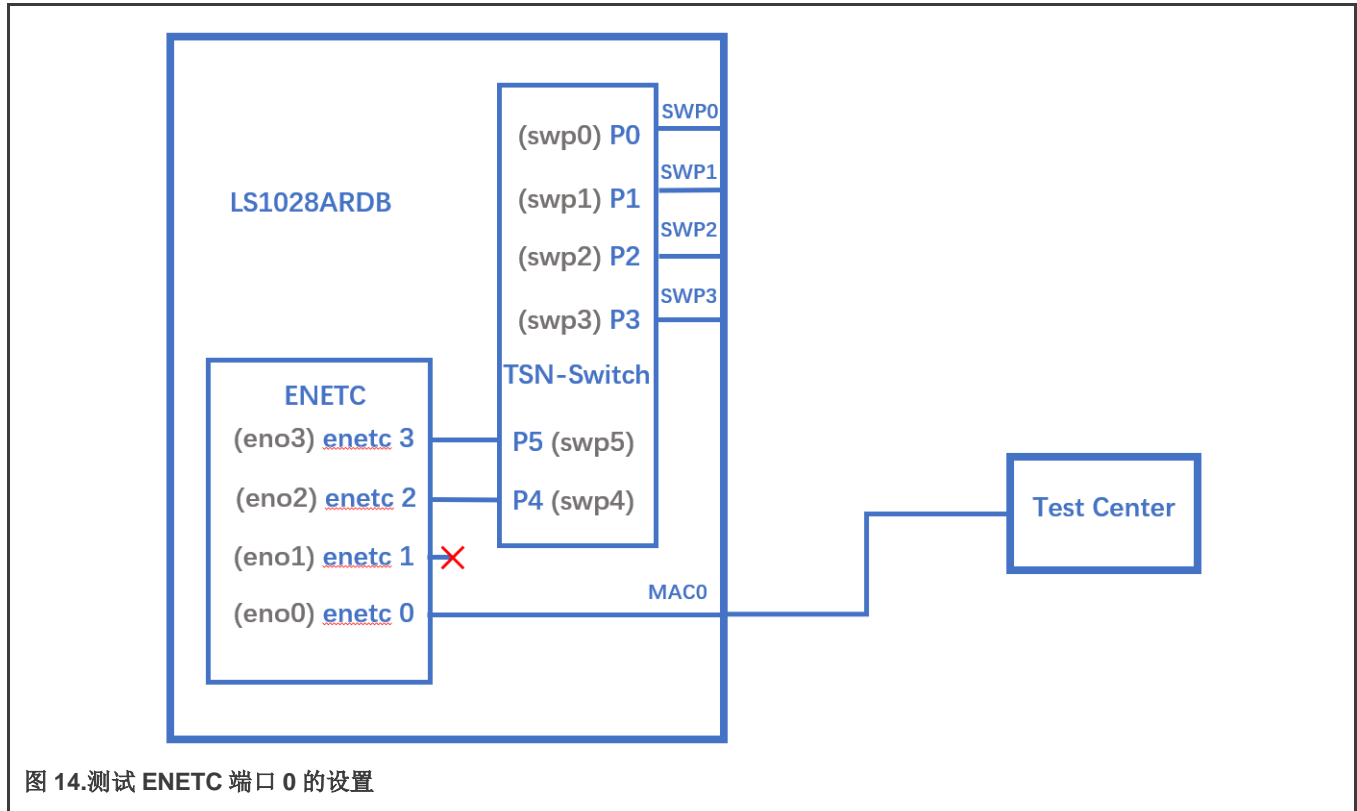 SWP0
(swp0) P0
SWP1
LS1028ARDB
(swp1) P1
SWP2
(swp2) P2
SWP3
(swp3) P3
TSN-Switch
ENETC
(eno3) enetc 3
P5 (swp5)
(eno2) enetc 2
P4 (swp4)
Test Center
(eno1) enetc 1
MAC0
(eno0) enetc 0
图 14.测试 ENETC 端口 0 的设置